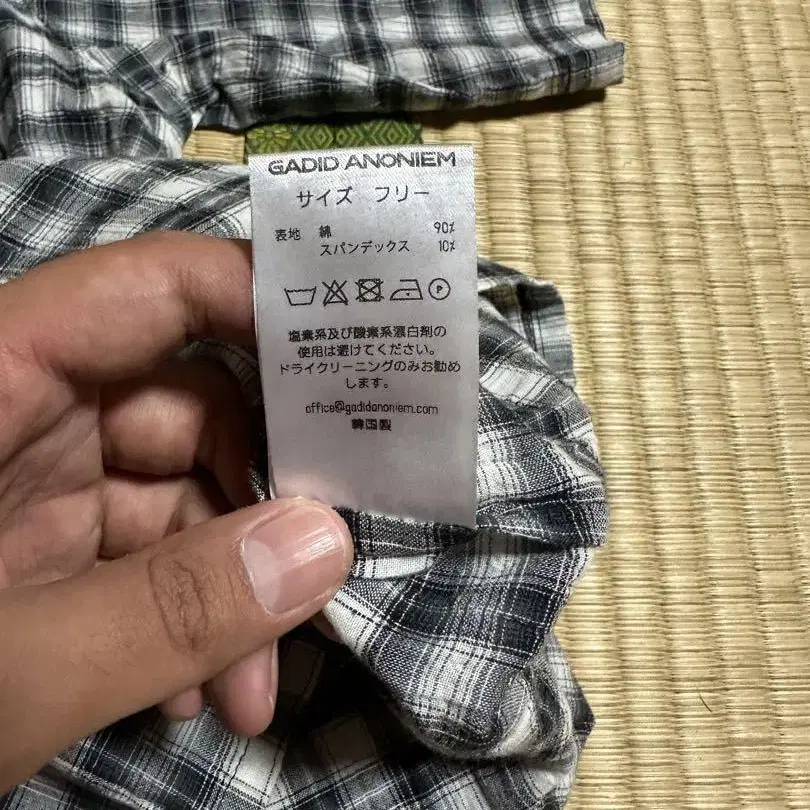 GADID ANONIEM
サイズ フリー
表地 綿 90%
スパンデックス 10%
P
塩素系及び酸素系漂白剤の
使用は避けてください。
ドライクリーニングのみお勧め
します。
office@gadidanoniem.com
韓国製